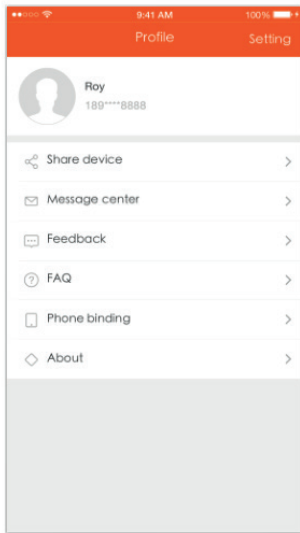 9:41 AM
100%
Profile
Setting
Roy
189****8888
Share device
Message center
Feedback
FAQ
Phone binding
About